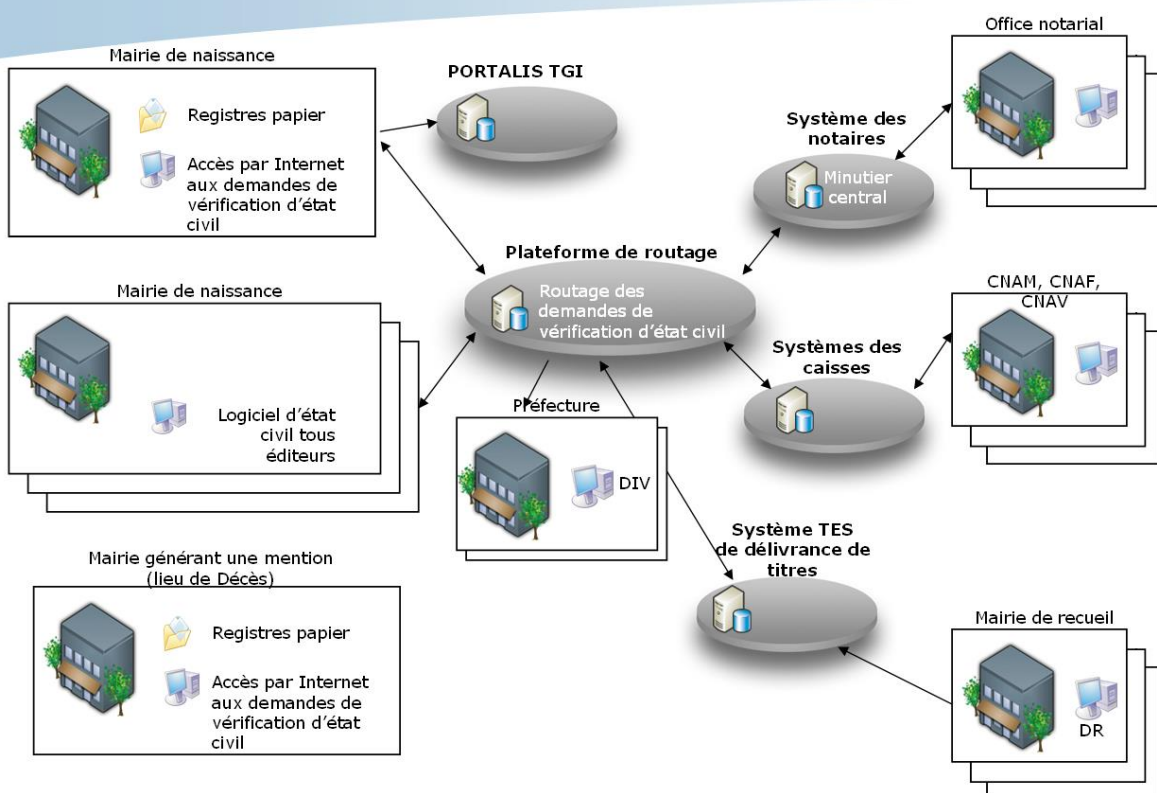 Mairie de naissance
Registres papier
Accès par Internet
aux demandes de
vérification d'état
civil
PORTALIS TGI
Office notarial
Système des
notaires
Minutier
central
Plateforme de routage
Routage des
demandes de
vérification d'état civil
Mairie de naissance
Logiciel d'état
civil tous
éditeurs
CNAM, CNAF,
CNAV
Systèmes des
caisses
Préfecture
DIV
Système TES
de délivrance de
titres
Mairie générant une mention
(lieu de Décès)
Registres papier
Accès par Internet
aux demandes de
vérification d'état
civil
Mairie de recueil
DR